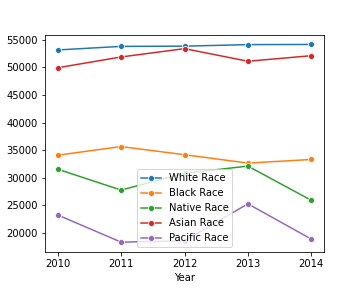 55000
50000
45000
40000
35000
30000
25000
20000
White Race
Black Race
Native Race
Asian Race
Pacific Race
2010 2011 2012 2013 2014
Year